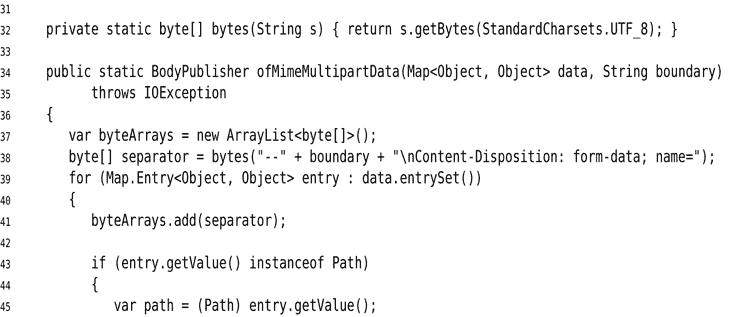 31
32 private static byte[] bytes(String s) { return s.getBytes(StandardCharsets.UTF_8); }
33
34 public static BodyPublisher ofMimeMultipartData(Map<Object, Object> data, String boundary)
35 throws IOException
36 {
37 var byteArrays = new ArrayList<byte[]>();
38 byte[] separator = bytes("--" + boundary + "\nContent-Disposition: form-data; name=");
39 for (Map.Entry<Object, Object> entry : data.entrySet())
40 {
41 byteArrays.add(separator);
42
43 if (entry.getValue() instanceof Path)
44 {
45 var path = (Path) entry.getValue();